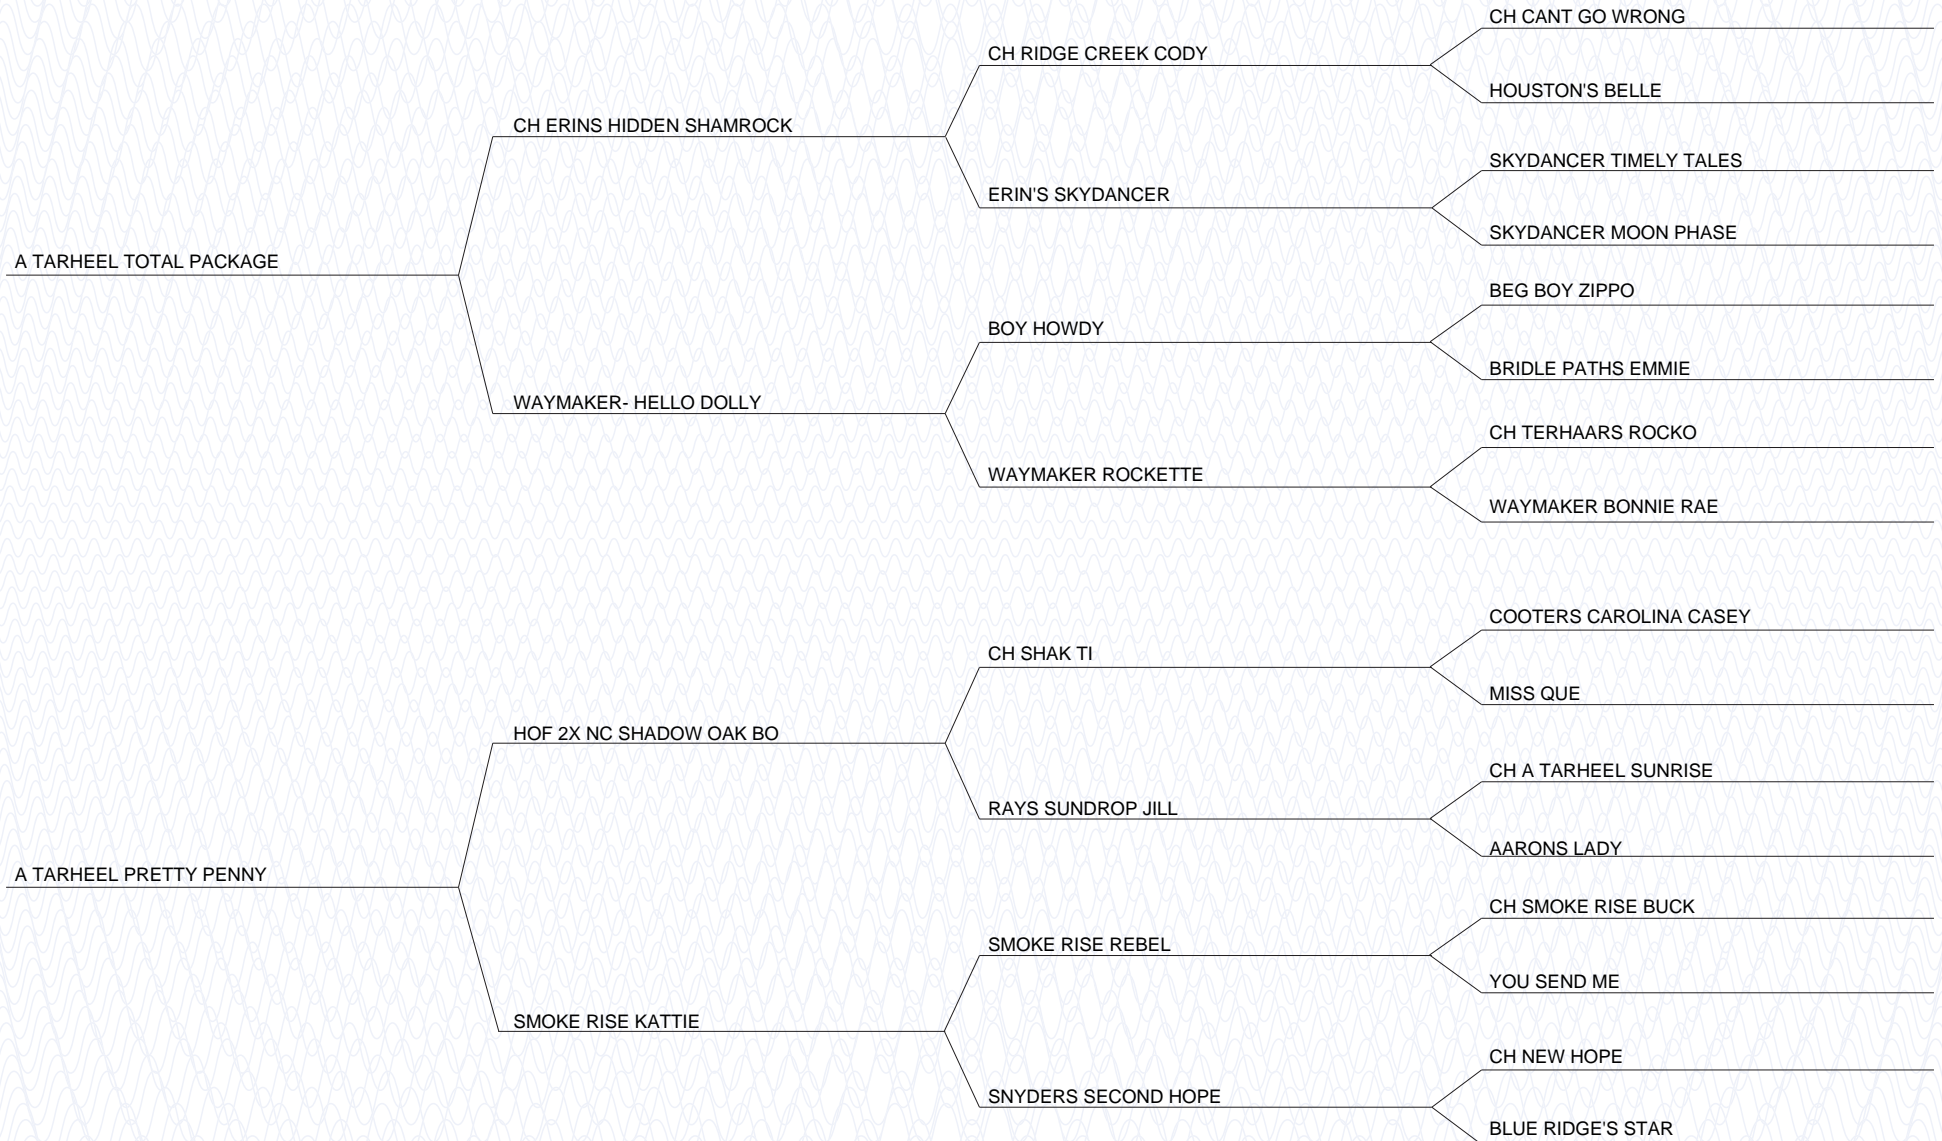 CH CANT GO WRONG
CH RIDGE CREEK CODY
HOUSTON'S BELLE
CH ERINS HIDDEN SHAMROCK
SKYDANCER TIMELY TALES
ERIN'S SKYDANCER
SKYDANCER MOON PHASE
A TARHEEL TOTAL PACKAGE
BEG BOY ZIPPO
BOY HOWDY
BRIDLE PATHS EMMIE
WAYMAKER- HELLO DOLLY
CH TERHAARS ROCKO
WAYMAKER ROCKETTE
WAYMAKER BONNIE RAE
COOTERS CAROLINA CASEY
CH SHAK TI
MISS QUE
HOF 2X NC SHADOW OAK BO
CH A TARHEEL SUNRISE
RAYS SUNDROP JILL
AARONS LADY
A TARHEEL PRETTY PENNY
CH SMOKE RISE BUCK
SMOKE RISE REBEL
YOU SEND ME
SMOKE RISE KATTIE
CH NEW HOPE
SNYDERS SECOND HOPE
BLUE RIDGE'S STAR